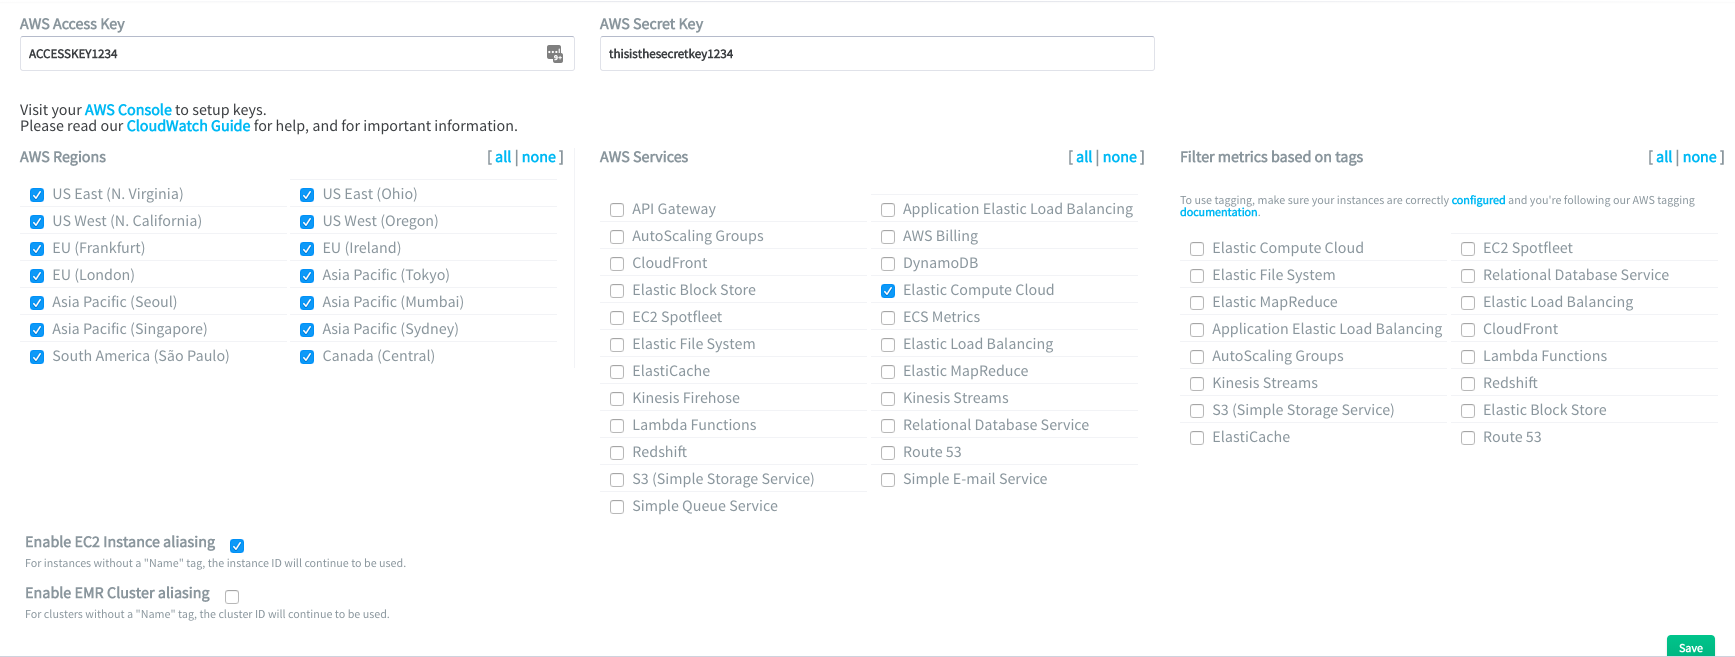 AWS Access Key
AWS Secret Key
ACCESSKEY1234
thisisthesecretkey1234
Visit your AWS Console to setup keys.
Please read our CloudWatch Guide for help, and for important information.
AWS Regions [ all | none ]
US East (N. Virginia) US East (Ohio)
US West (N. California) US West (Oregon)
EU (Frankfurt) EU (Ireland)
EU (London) Asia Pacific (Tokyo)
Asia Pacific (Seoul) Asia Pacific (Mumbai)
Asia Pacific (Singapore) Asia Pacific (Sydney)
South America (São Paulo) Canada (Central)
AWS Services [ all | none ]
API Gateway Application Elastic Load Balancing
AutoScaling Groups AWS Billing
CloudFront DynamoDB
Elastic Block Store Elastic Compute Cloud
EC2 Spotfleet ECS Metrics
Elastic File System Elastic Load Balancing
ElastiCache Elastic MapReduce
Kinesis Firehose Kinesis Streams
Lambda Functions Relational Database Service
Redshift Route 53
S3 (Simple Storage Service) Simple E-mail Service
Simple Queue Service
Filter metrics based on tags [ all | none ]
To use tagging, make sure your instances are correctly configured and you're following our AWS tagging
documentation.
Elastic Compute Cloud EC2 Spotfleet
Elastic File System Relational Database Service
Elastic MapReduce Elastic Load Balancing
Application Elastic Load Balancing CloudFront
AutoScaling Groups Lambda Functions
Kinesis Streams Redshift
S3 (Simple Storage Service) Elastic Block Store
ElastiCache Route 53
Enable EC2 Instance aliasing
For instances without a "Name" tag, the instance ID will continue to be used.
Enable EMR Cluster aliasing
For clusters without a "Name" tag, the cluster ID will continue to be used.
Save